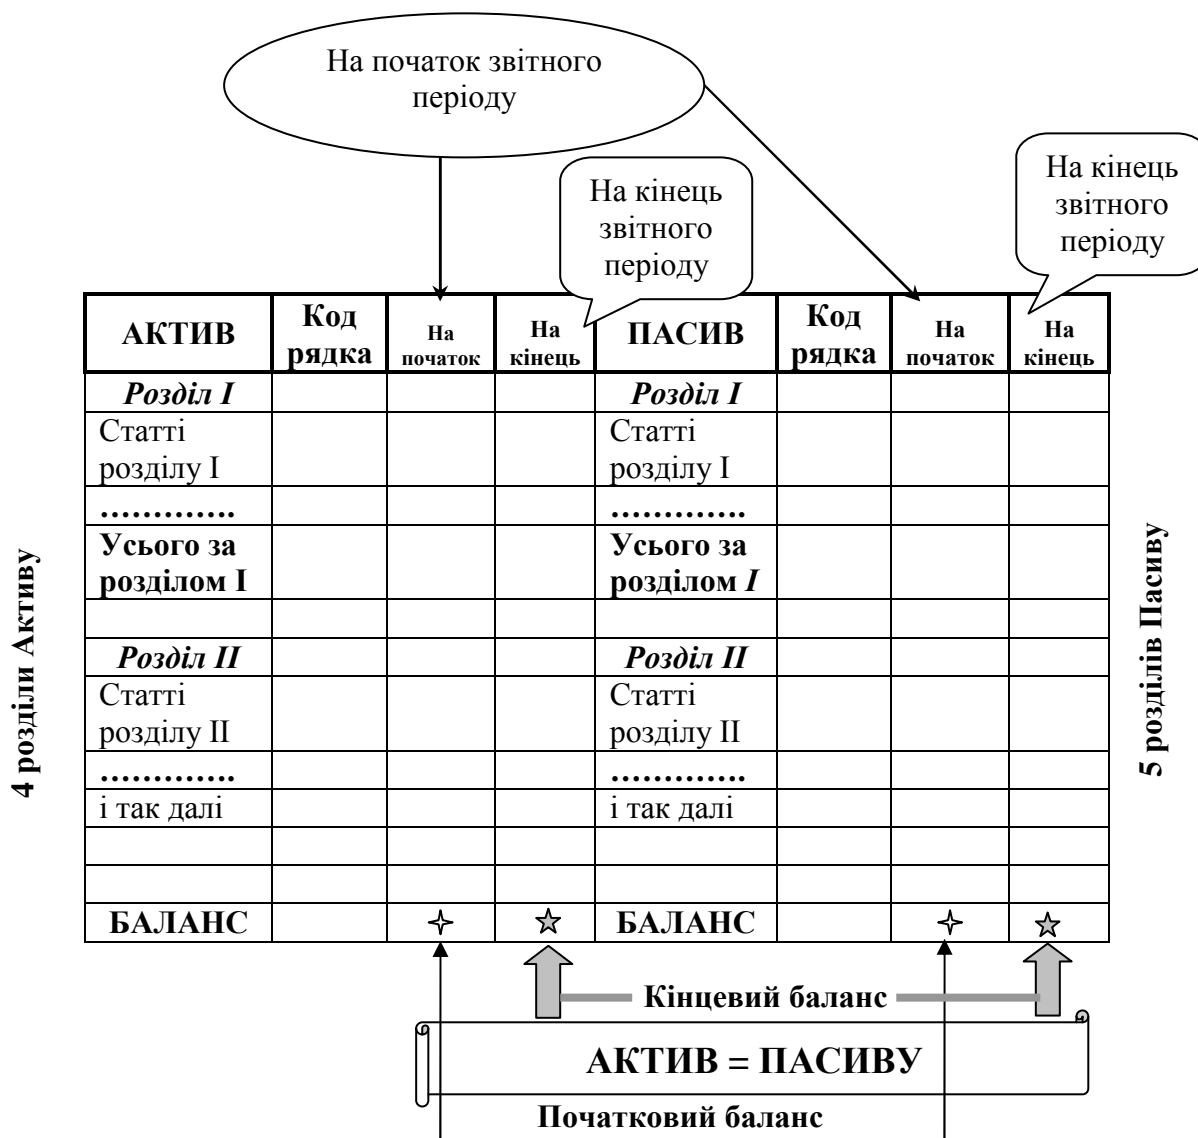 На початок звітного
періоду
На кінець
звітного
періоду
На кінець
звітного
періоду
АКТИВ Код рядка На початок На кінець ПАСИВ Код рядка На початок На кінець
Розділ I Розділ I
Статті Статті
розділу I розділу I
…………. ………….
Усього за Усього за
розділом I розділом I
Розділ II Розділ II
Статті Статті
розділу II розділу II
…………. ………….
і так далі і так далі
БАЛАНС БАЛАНС
4 розділи Активу
5 розділів Пасиву
Кінцевий баланс
АКТИВ = ПАСИВУ
Початковий баланс